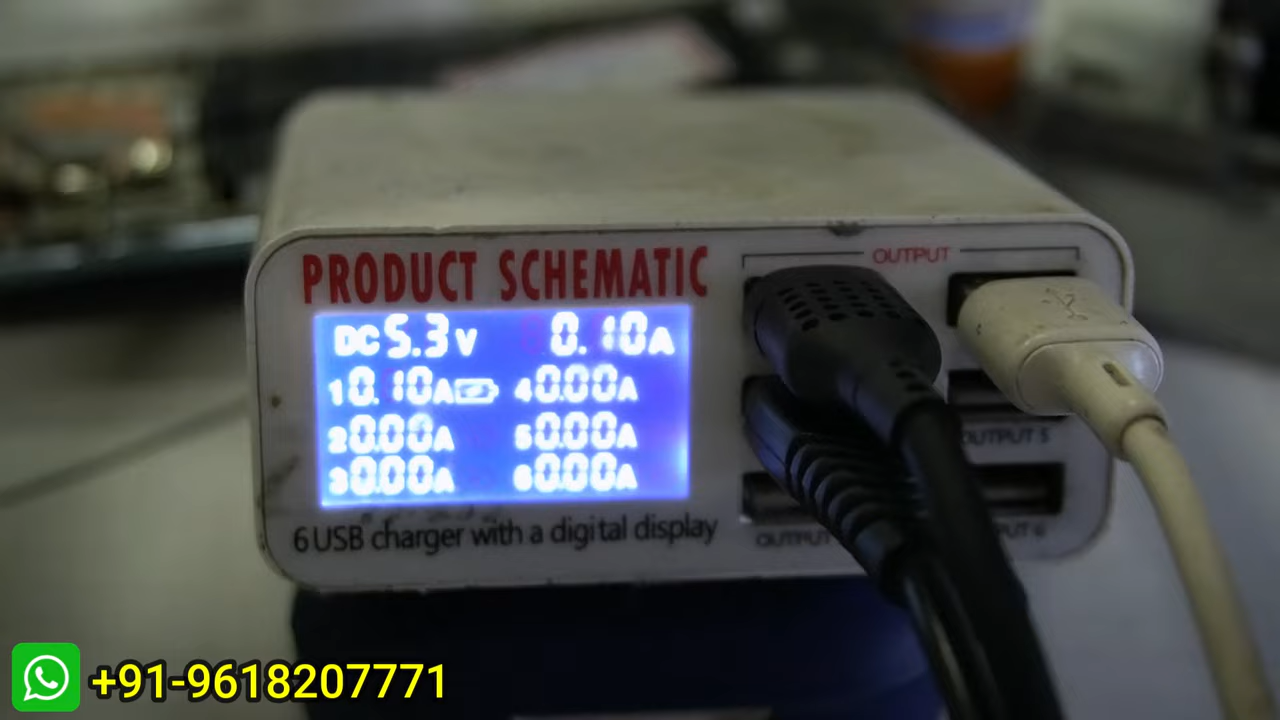 PRODUCT SCHEMATIC
OUTPUT
DC 5.3 V 0.10A
1 0.10A 4 0.00A
2 0.00A 5 0.00A
3 0.00A 6 0.00A
OUTPUT 5
OUTPUT
6 USB charger with a digital display
+91-9618207771